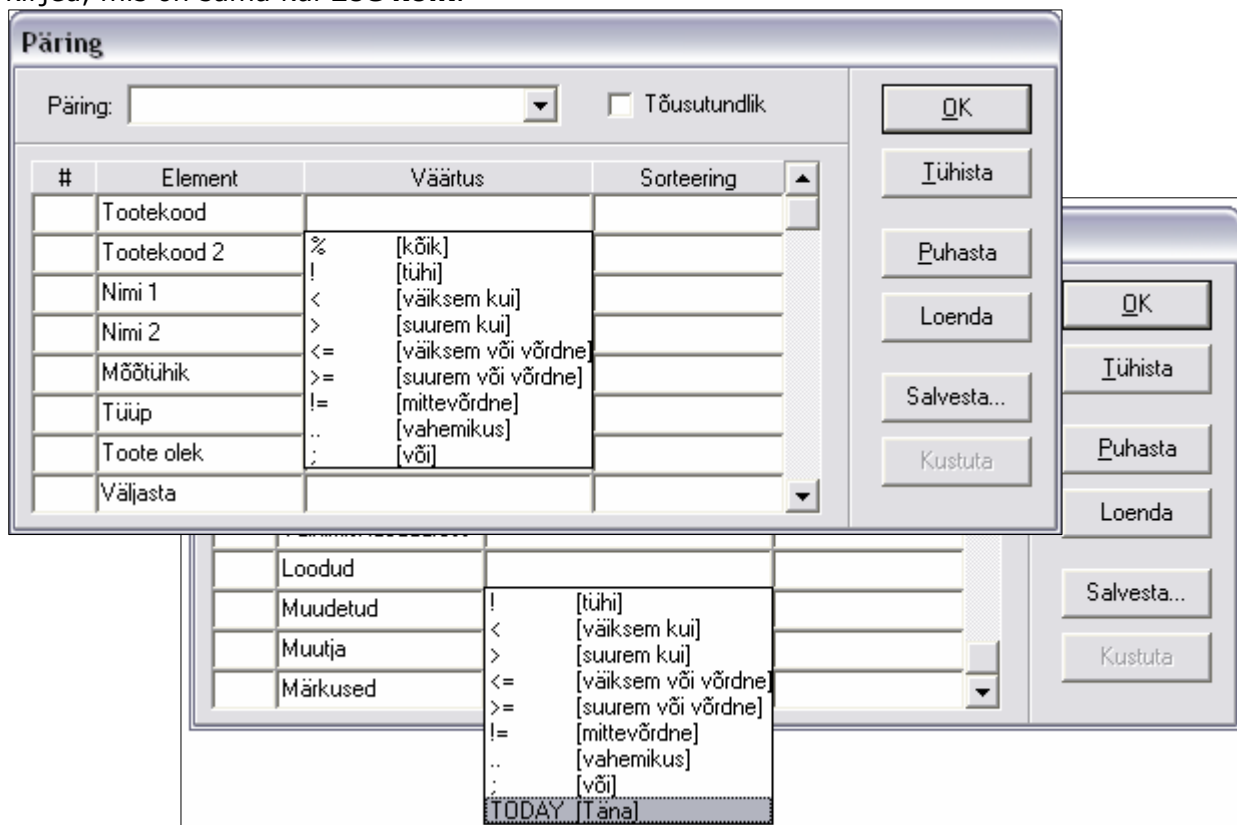 Päring
Päring: Tõusutundlik OK
# Element Väärtus Sorteering
Tühista
Tootekood
Tootekood 2
Nimi 1
Nimi 2
Mõõtühik
Tüüp
Toote olek
Väljasta
% [kõik]
! [tühi]
< [väiksem kui]
> [suurem kui]
<= [väiksem või võrdne]
>= [suurem või võrdne]
!= [mittevõrdne]
.. [vahemikus]
; [või]
Puhasta
Loenda
Salvesta...
Kustuta
OK
Tühista
Puhasta
Loenda
Salvesta...
Kustuta
Loodud
Muudetud
Muutja
Märkused
! [tühi]
< [väiksem kui]
> [suurem kui]
<= [väiksem või võrdne]
>= [suurem või võrdne]
!= [mittevõrdne]
.. [vahemikus]
; [või]
TODAY [Täna]